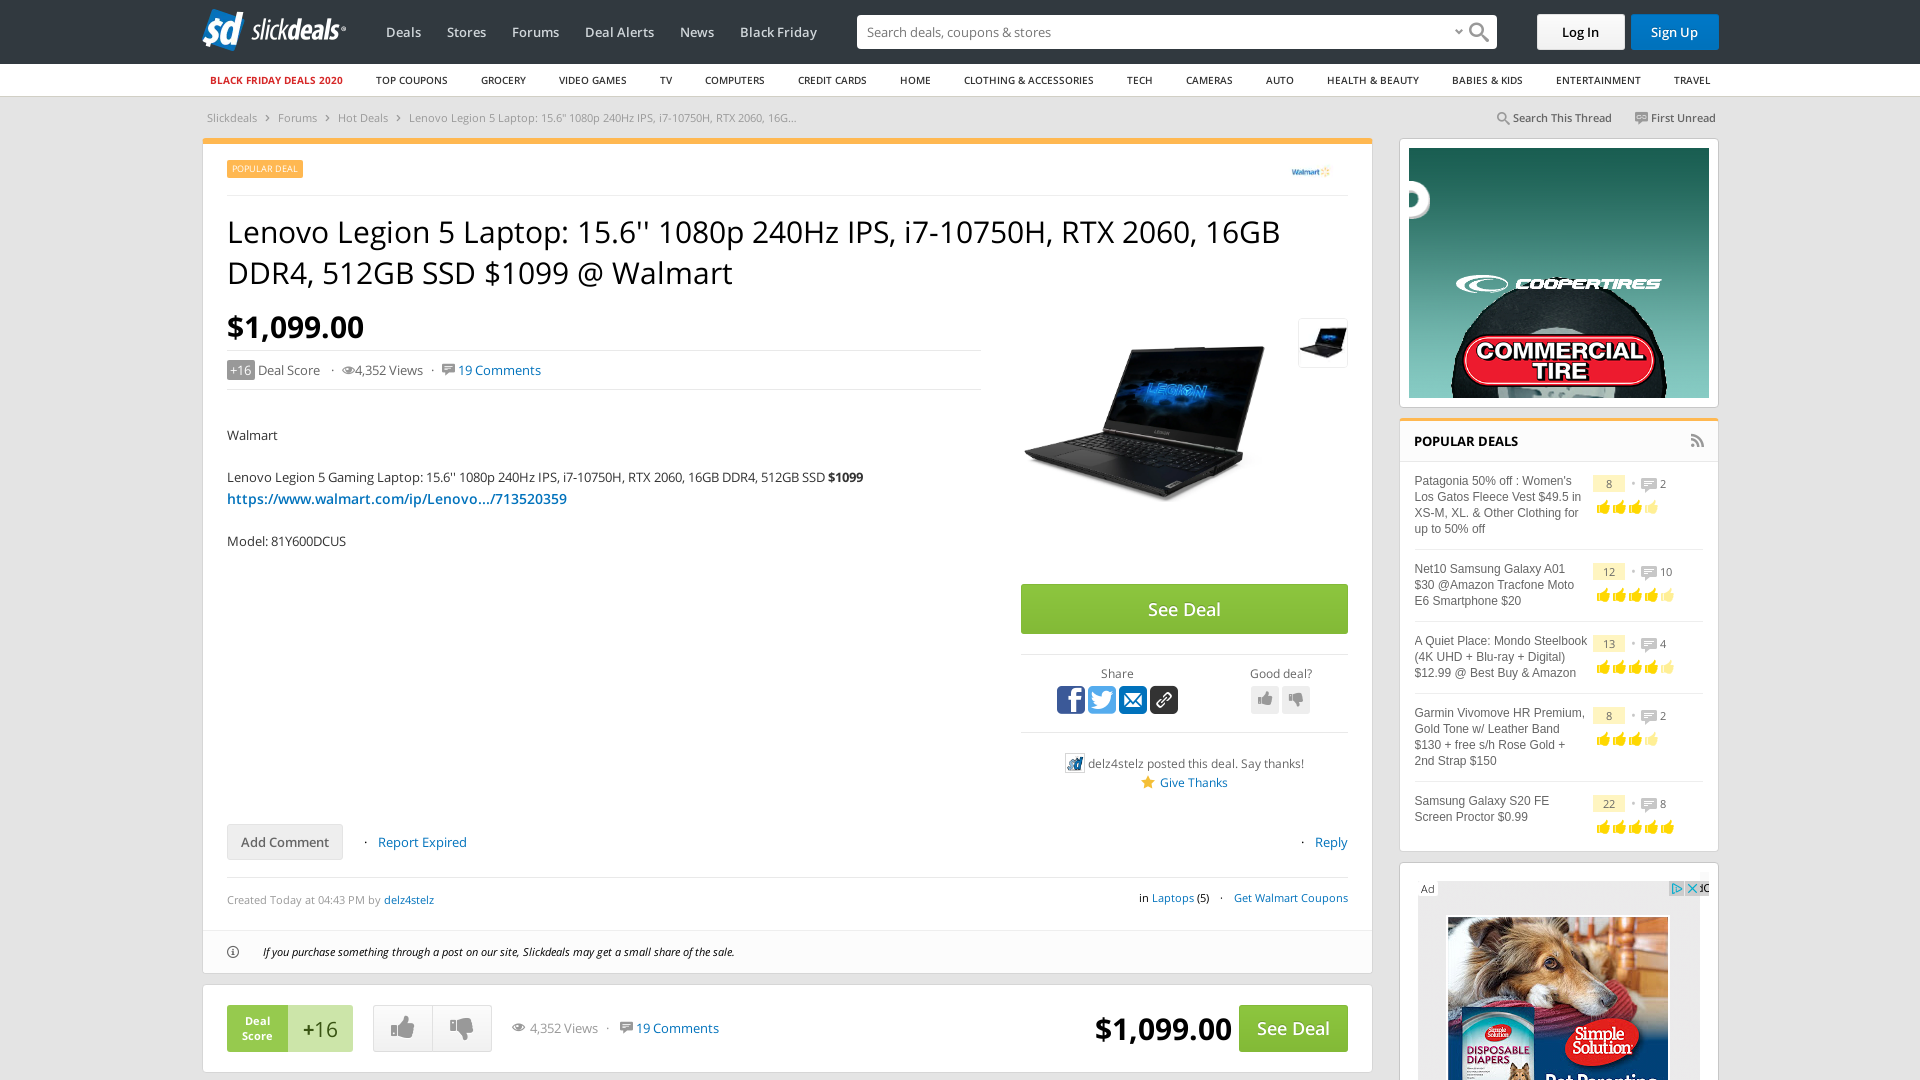 slickdeals
Deals
Stores
Forums
Deal Alerts
News
Black Friday
Search deals, coupons & stores
Log In
Sign Up
BLACK FRIDAY DEALS 2020
TOP COUPONS
GROCERY
VIDEO GAMES
TV
COMPUTERS
CREDIT CARDS
HOME
CLOTHING & ACCESSORIES
TECH
CAMERAS
AUTO
HEALTH & BEAUTY
BABIES & KIDS
ENTERTAINMENT
TRAVEL
Slickdeals
Forums
Hot Deals
Lenovo Legion 5 Laptop: 15.6'' 1080p 240Hz IPS, i7-10750H, RTX 2060, 16G...
Search This Thread
First Unread
POPULAR DEAL
Walmart
Lenovo Legion 5 Laptop: 15.6'' 1080p 240Hz IPS, i7-10750H, RTX 2060, 16GB
DDR4, 512GB SSD $1099 @ Walmart
$1,099.00
+16 Deal Score · 4,352 Views · 19 Comments
Walmart
Lenovo Legion 5 Gaming Laptop: 15.6'' 1080p 240Hz IPS, i7-10750H, RTX 2060, 16GB DDR4, 512GB SSD $1099
https://www.walmart.com/ip/Lenovo.../713520359
Model: 81Y600DCUS
LEGION
See Deal
Share
Good deal?
delz4stelz posted this deal. Say thanks!
Give Thanks
Add Comment
· Report Expired
· Reply
Created Today at 04:43 PM by delz4stelz
in Laptops (5) · Get Walmart Coupons
If you purchase something through a post on our site, Slickdeals may get a small share of the sale.
Deal
Score
+16
4,352 Views · 19 Comments
$1,099.00
See Deal
COOPERTIRES
COMMERCIAL
TIRE
POPULAR DEALS
Patagonia 50% off : Women's
Los Gatos Fleece Vest $49.5 in
XS-M, XL. & Other Clothing for
up to 50% off
8 · 2
Net10 Samsung Galaxy A01
$30 @Amazon Tracfone Moto
E6 Smartphone $20
12 · 10
A Quiet Place: Mondo Steelbook
(4K UHD + Blu-ray + Digital)
$12.99 @ Best Buy & Amazon
13 · 4
Garmin Vivomove HR Premium,
Gold Tone w/ Leather Band
$130 + free s/h Rose Gold +
2nd Strap $150
8 · 2
Samsung Galaxy S20 FE
Screen Proctor $0.99
22 · 8
Ad
Simple
Solution
DISPOSABLE
DIAPERS
Simple
Solution
Pet Parenting